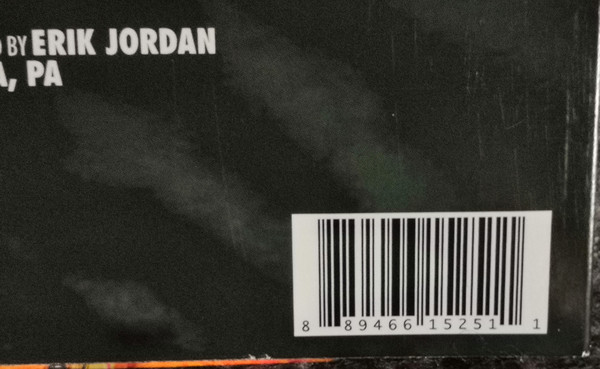 BY ERIK JORDAN
, PA
8 89466 15251 1